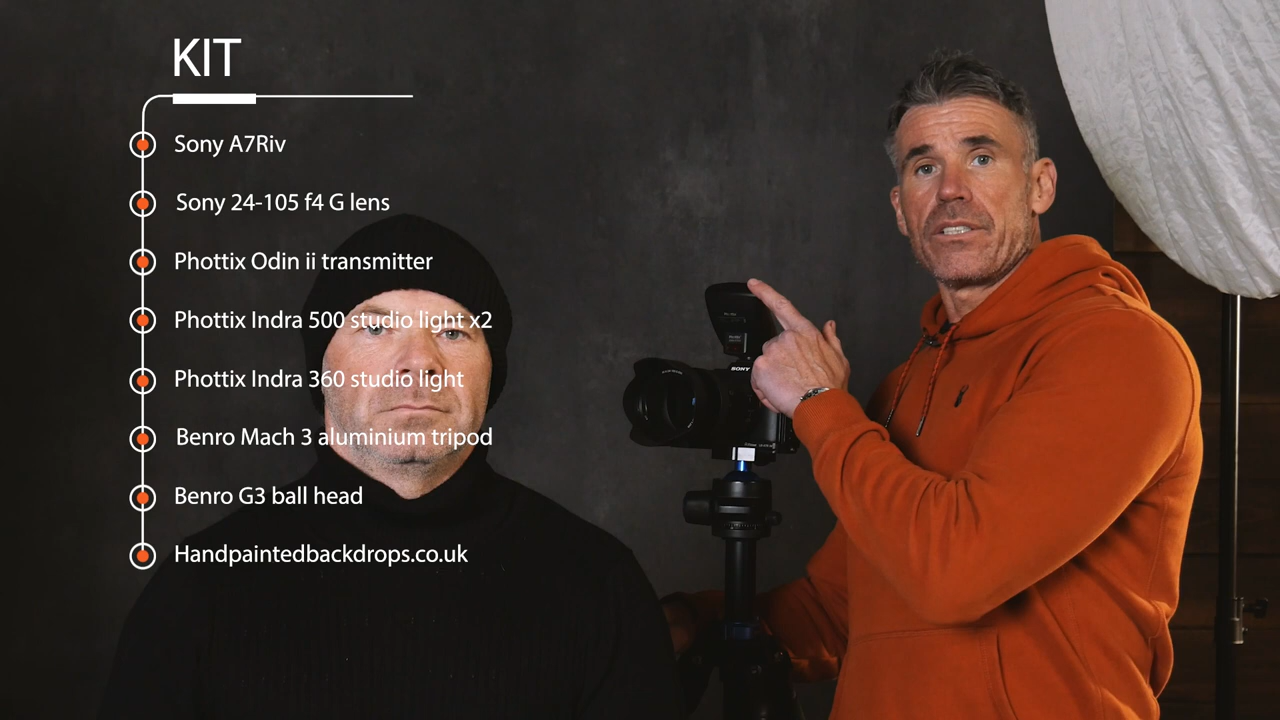 KIT
Sony A7Riv
Sony 24-105 f4 G lens
Phottix Odin ii transmitter
Phottix Indra 500 studio light x2
Phottix Indra 360 studio light
Benro Mach 3 aluminium tripod
Benro G3 ball head
Handpaintedbackdrops.co.uk
SONY